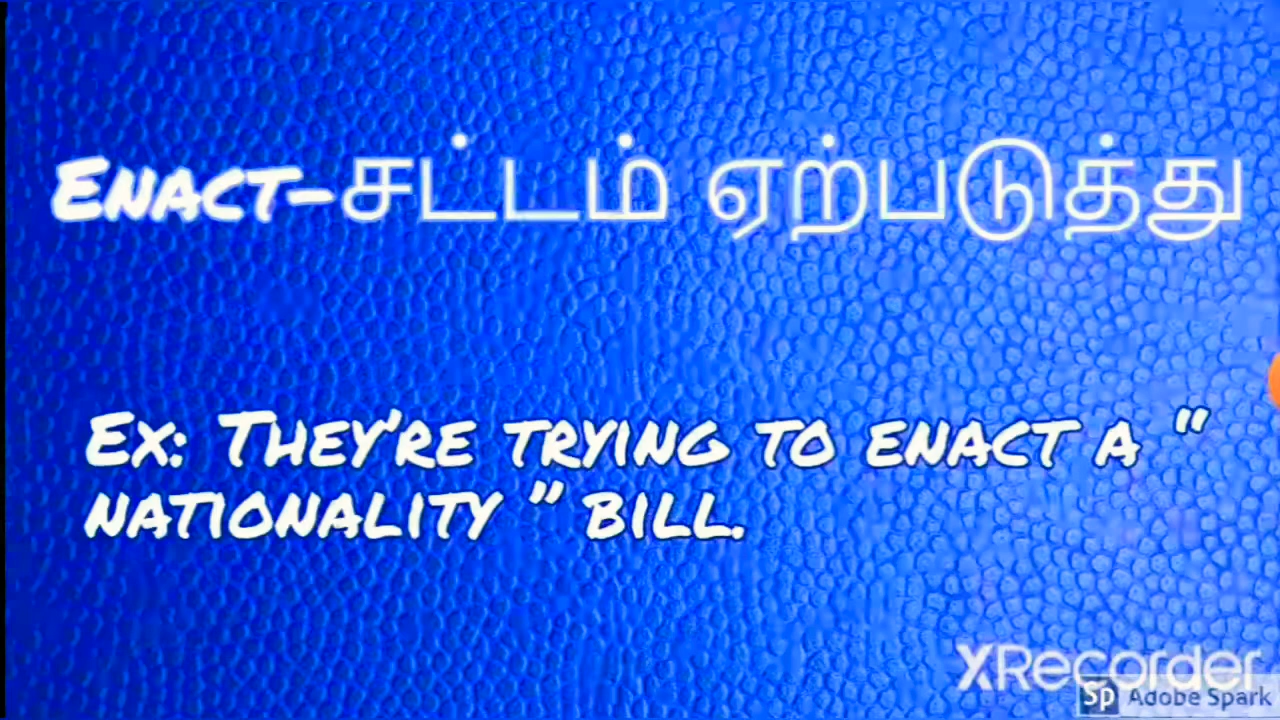 ENACT-சட்டம் ஏற்படுத்து
EX: THEY'RE TRYING TO ENACT A "
NATIONALITY " BILL.
XRecorder
Sp Adobe Spark